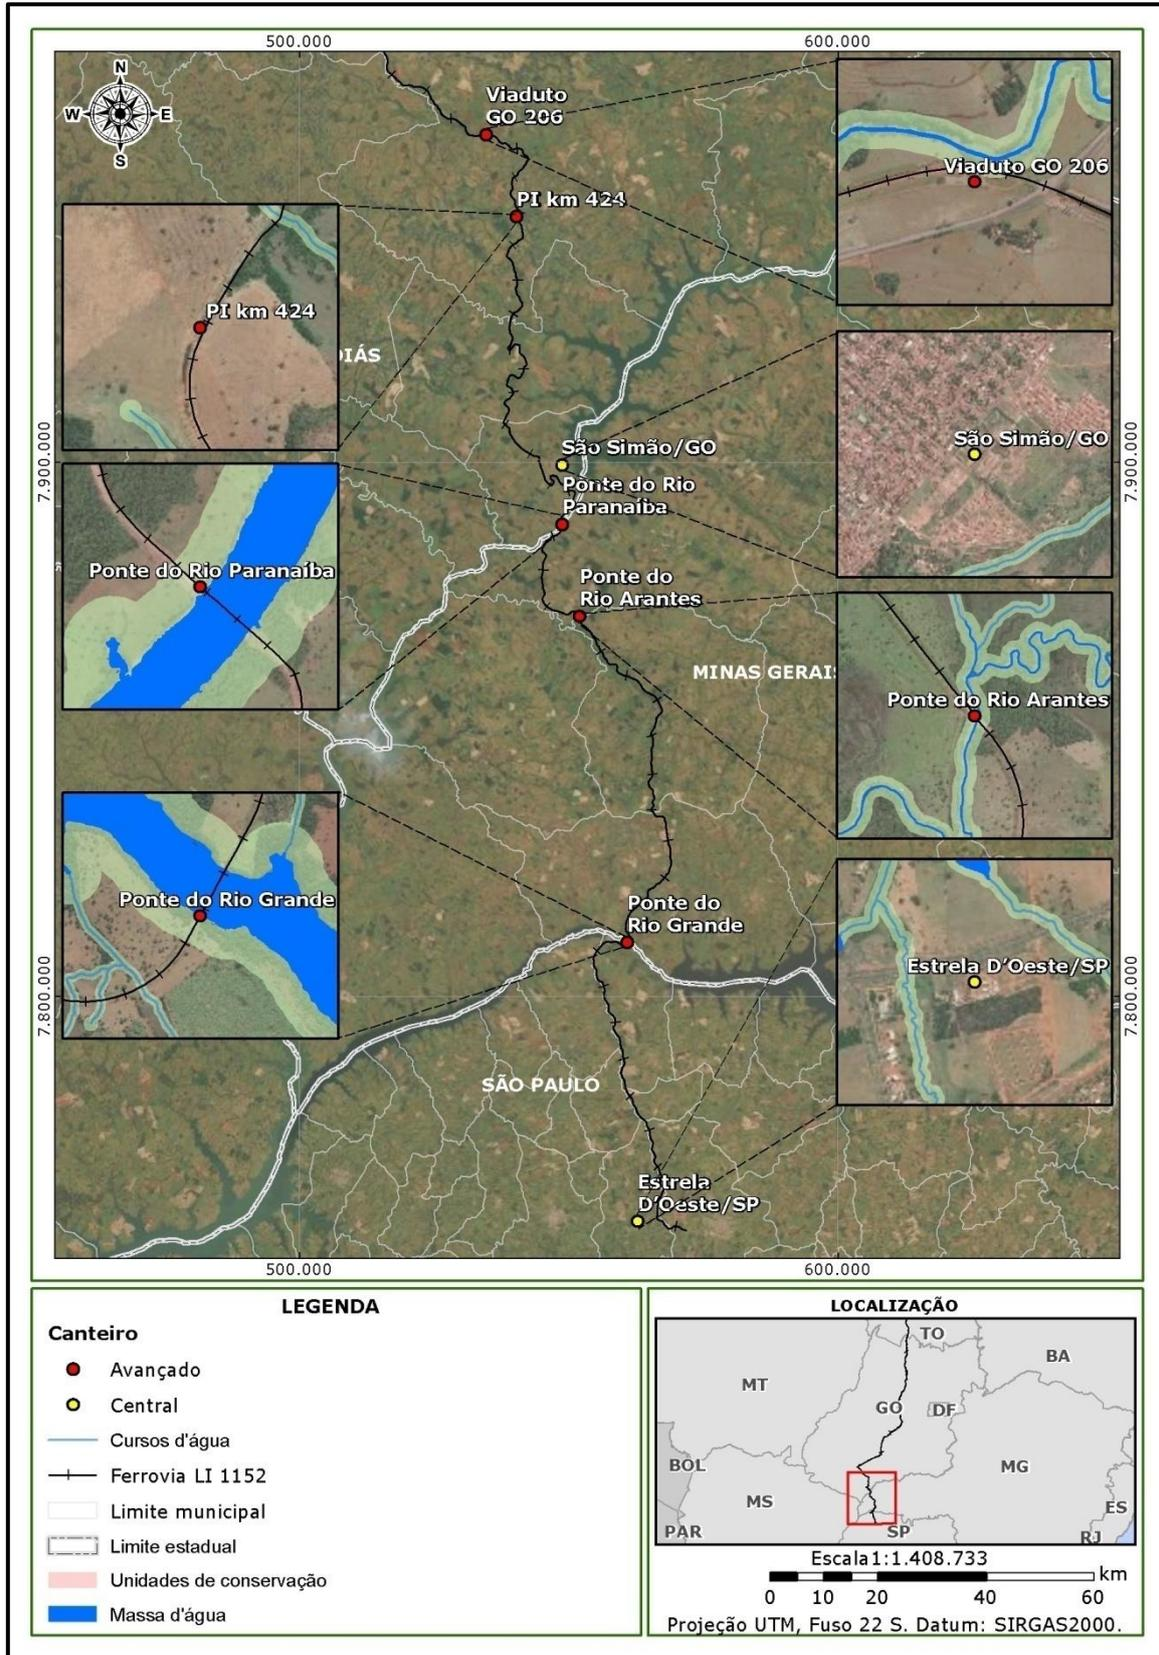 500.000
600.000
N
W
E
S
Viaduto
GO 206
Viaduto GO 206
PI km 424
PI km 424
IÁS
São Simão/GO
São Simão/GO
7.900.000
7.900.000
Ponte do Rio
Paranaíba
Ponte do Rio Paranaíba
Ponte do
Rio Arantes
MINAS GERAI
Ponte do Rio Arantes
Ponte do
Rio Grande
Ponte do Rio Grande
Estrela D'Oeste/SP
7.800.000
7.800.000
SÃO PAULO
Estrela
D'Oeste/SP
500.000
600.000
LEGENDA
Canteiro
Avançado
Central
Cursos d'água
Ferrovia LI 1152
Limite municipal
Limite estadual
Unidades de conservação
Massa d'água
LOCALIZAÇÃO
TO
BA
MT
GO
DF
BOL
MG
MS
ES
PAR
SP
RJ
Escala1:1.408.733
km
0 10 20 40 60
Projeção UTM, Fuso 22 S. Datum: SIRGAS2000.